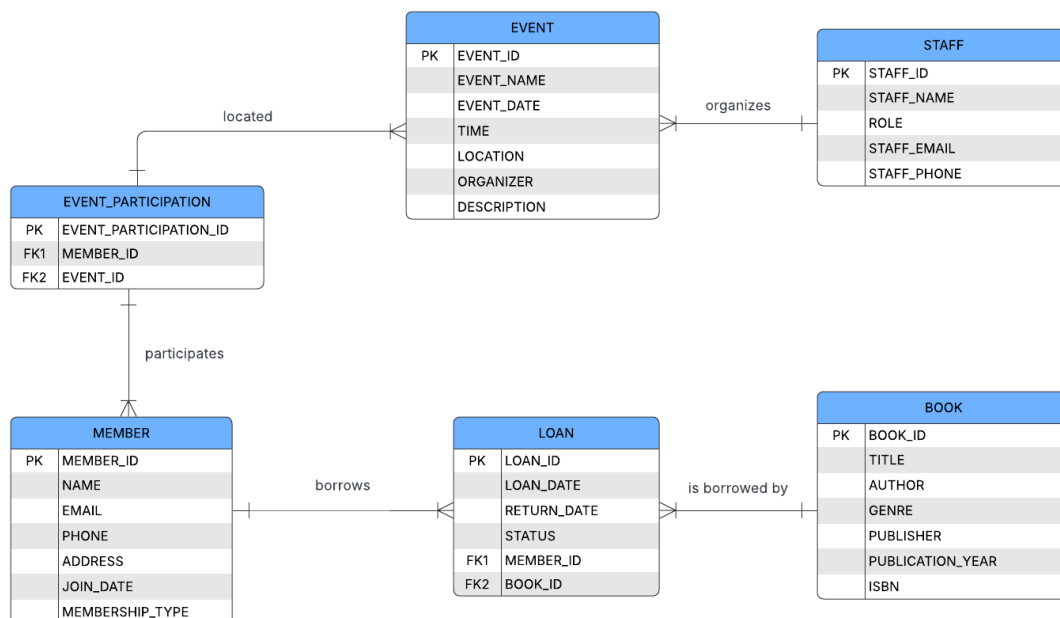 EVENT
PK EVENT_ID
EVENT_NAME
EVENT_DATE
TIME
LOCATION
ORGANIZER
DESCRIPTION
STAFF
PK STAFF_ID
STAFF_NAME
ROLE
STAFF_EMAIL
STAFF_PHONE
located
organizes
EVENT_PARTICIPATION
PK EVENT_PARTICIPATION_ID
FK1 MEMBER_ID
FK2 EVENT_ID
participates
MEMBER
PK MEMBER_ID
NAME
EMAIL
PHONE
ADDRESS
JOIN_DATE
MEMBERSHIP_TYPE
borrows
LOAN
PK LOAN_ID
LOAN_DATE
RETURN_DATE
STATUS
FK1 MEMBER_ID
FK2 BOOK_ID
is borrowed by
BOOK
PK BOOK_ID
TITLE
AUTHOR
GENRE
PUBLISHER
PUBLICATION_YEAR
ISBN